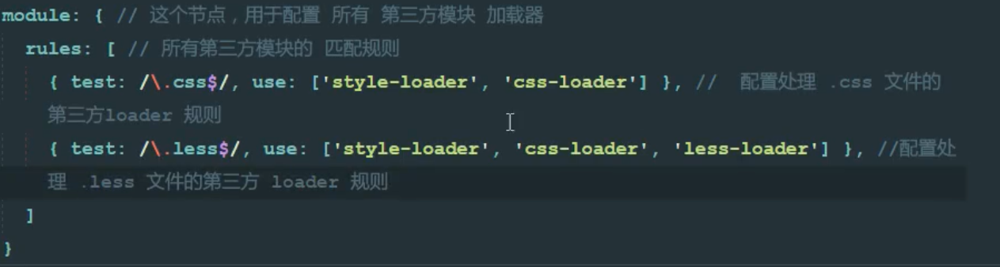 module: { // 这个节点，用于配置 所有 第三方模块 加载器
rules: [ // 所有第三方模块的 匹配规则
{ test: /\.css$/, use: ['style-loader', 'css-loader'] }, //  配置处理 .css 文件的
第三方loader 规则
{ test: /\.less$/, use: ['style-loader', 'css-loader', 'less-loader'] }, //配置处
理 .less 文件的第三方 loader 规则
]
}